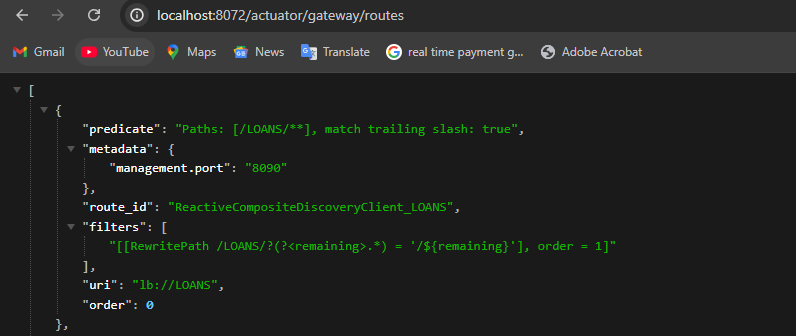 localhost:8072/actuator/gateway/routes
Gmail YouTube Maps News Translate real time payment g... Adobe Acrobat
[
{
"predicate": "Paths: [/LOANS/**], match trailing slash: true",
"metadata": {
"management.port": "8090"
},
"route_id": "ReactiveCompositeDiscoveryClient_LOANS",
"filters": [
"[[RewritePath /LOANS/?(?<remaining>.*) = '/${remaining}'], order = 1]"
],
"uri": "lb://LOANS",
"order": 0
},